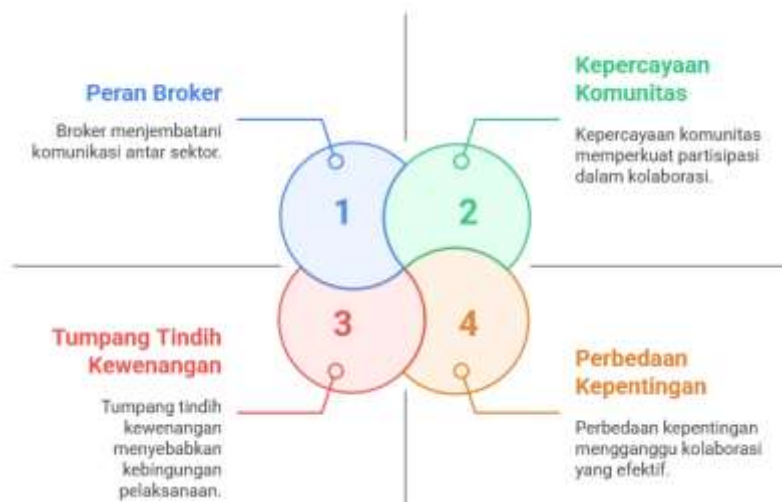 Peran Broker
Broker menjembatani
komunikasi antar sektor.
1
Kepercayaan
Komunitas
Kepercayaan komunitas
memperkuat partisipasi
dalam kolaborasi.
2
Tumpang Tindih
Kewenangan
Tumpang tindih
kewenangan
menyebabkan
kebingungan
pelaksanaan.
3
4
Perbedaan
Kepentingan
Perbedaan kepentingan
mengganggu kolaborasi
yang efektif.